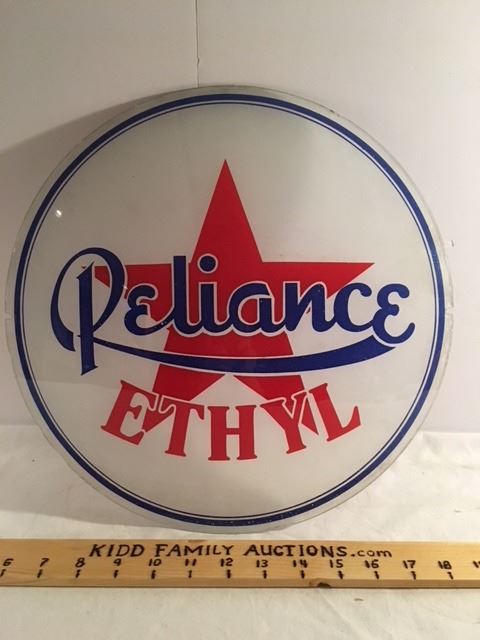 Reliance
ETHYL
KIDD FAMILY AUCTIONS.com
6 7 8 9 10 11 12 13 14 15 16 17 18